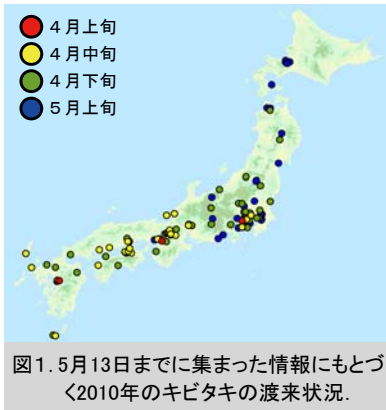 ４月上旬
４月中旬
４月下旬
５月上旬
図１．5月13日までに集まった情報にもとづ
く2010年のキビタキの渡来状況．